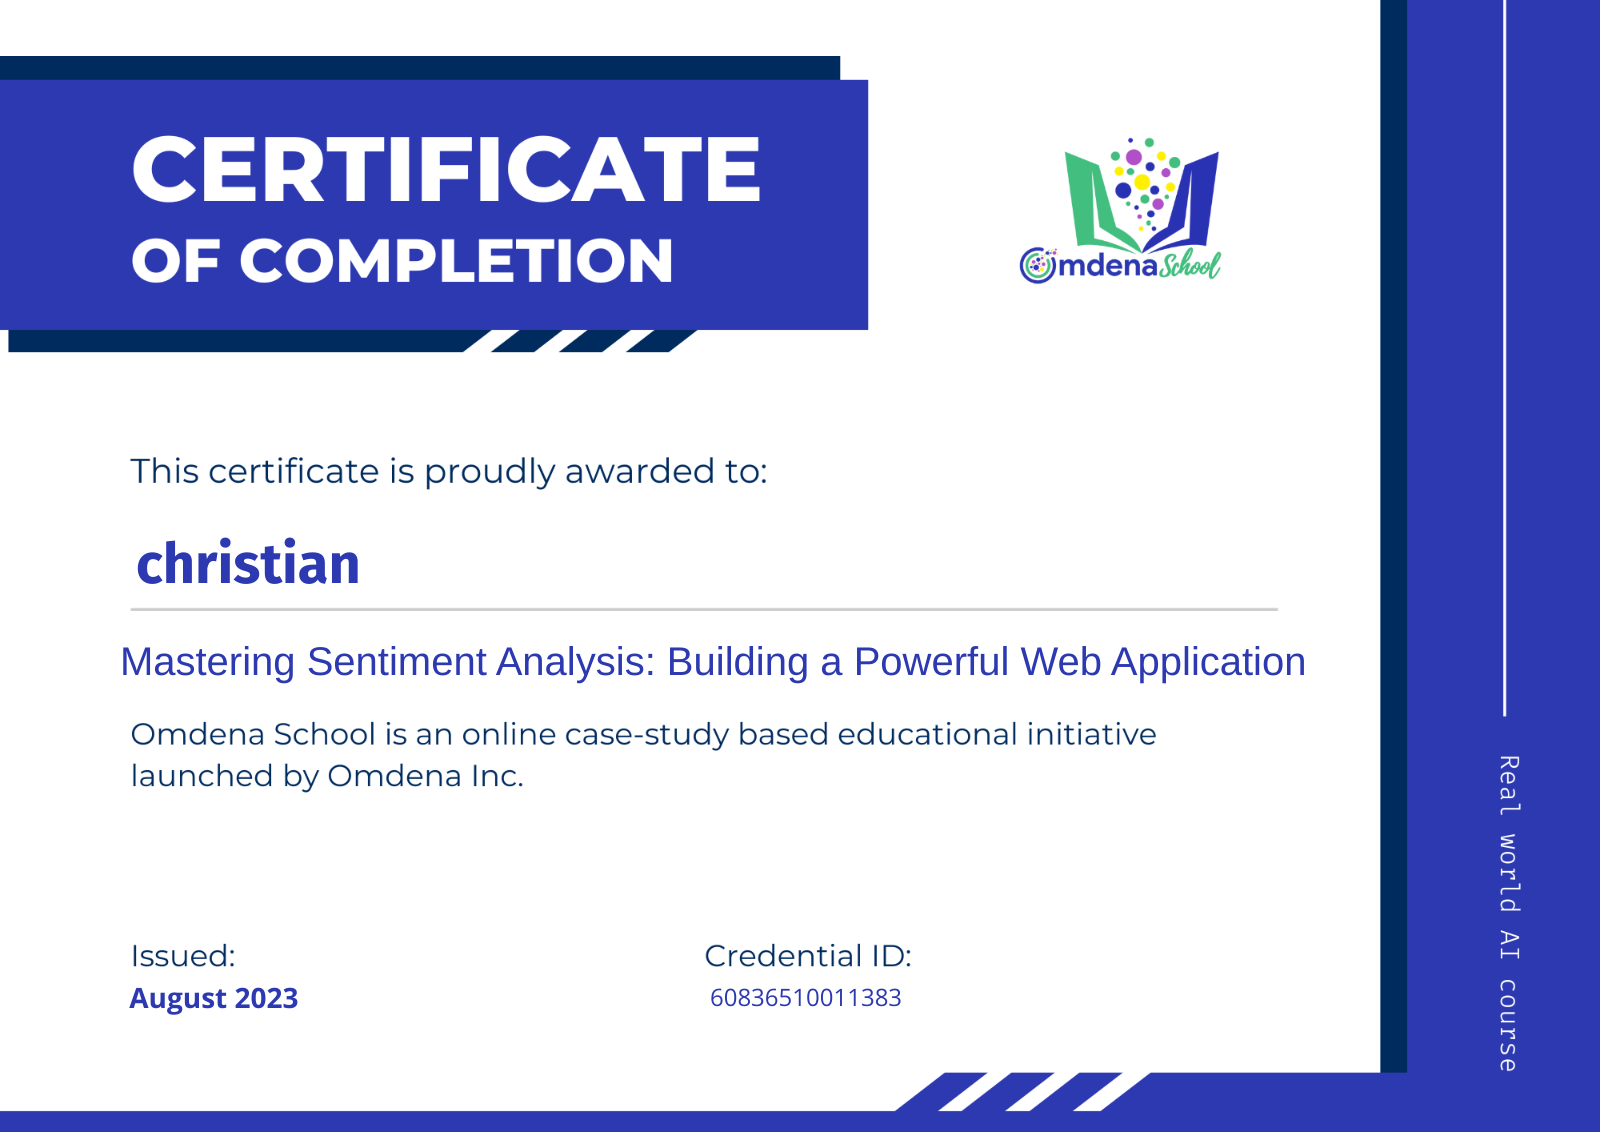 CERTIFICATE
OF COMPLETION
Omdena School
This certificate is proudly awarded to:
christian
Mastering Sentiment Analysis: Building a Powerful Web Application
Omdena School is an online case-study based educational initiative
launched by Omdena Inc.
Issued:
August 2023
Credential ID:
60836510011383
Real world AI course